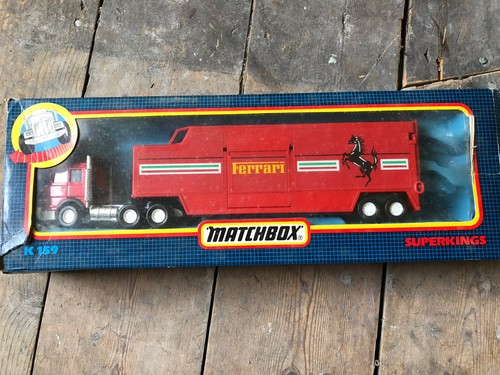 Ferrari
MATCHBOX®
K 159
SUPERKINGS